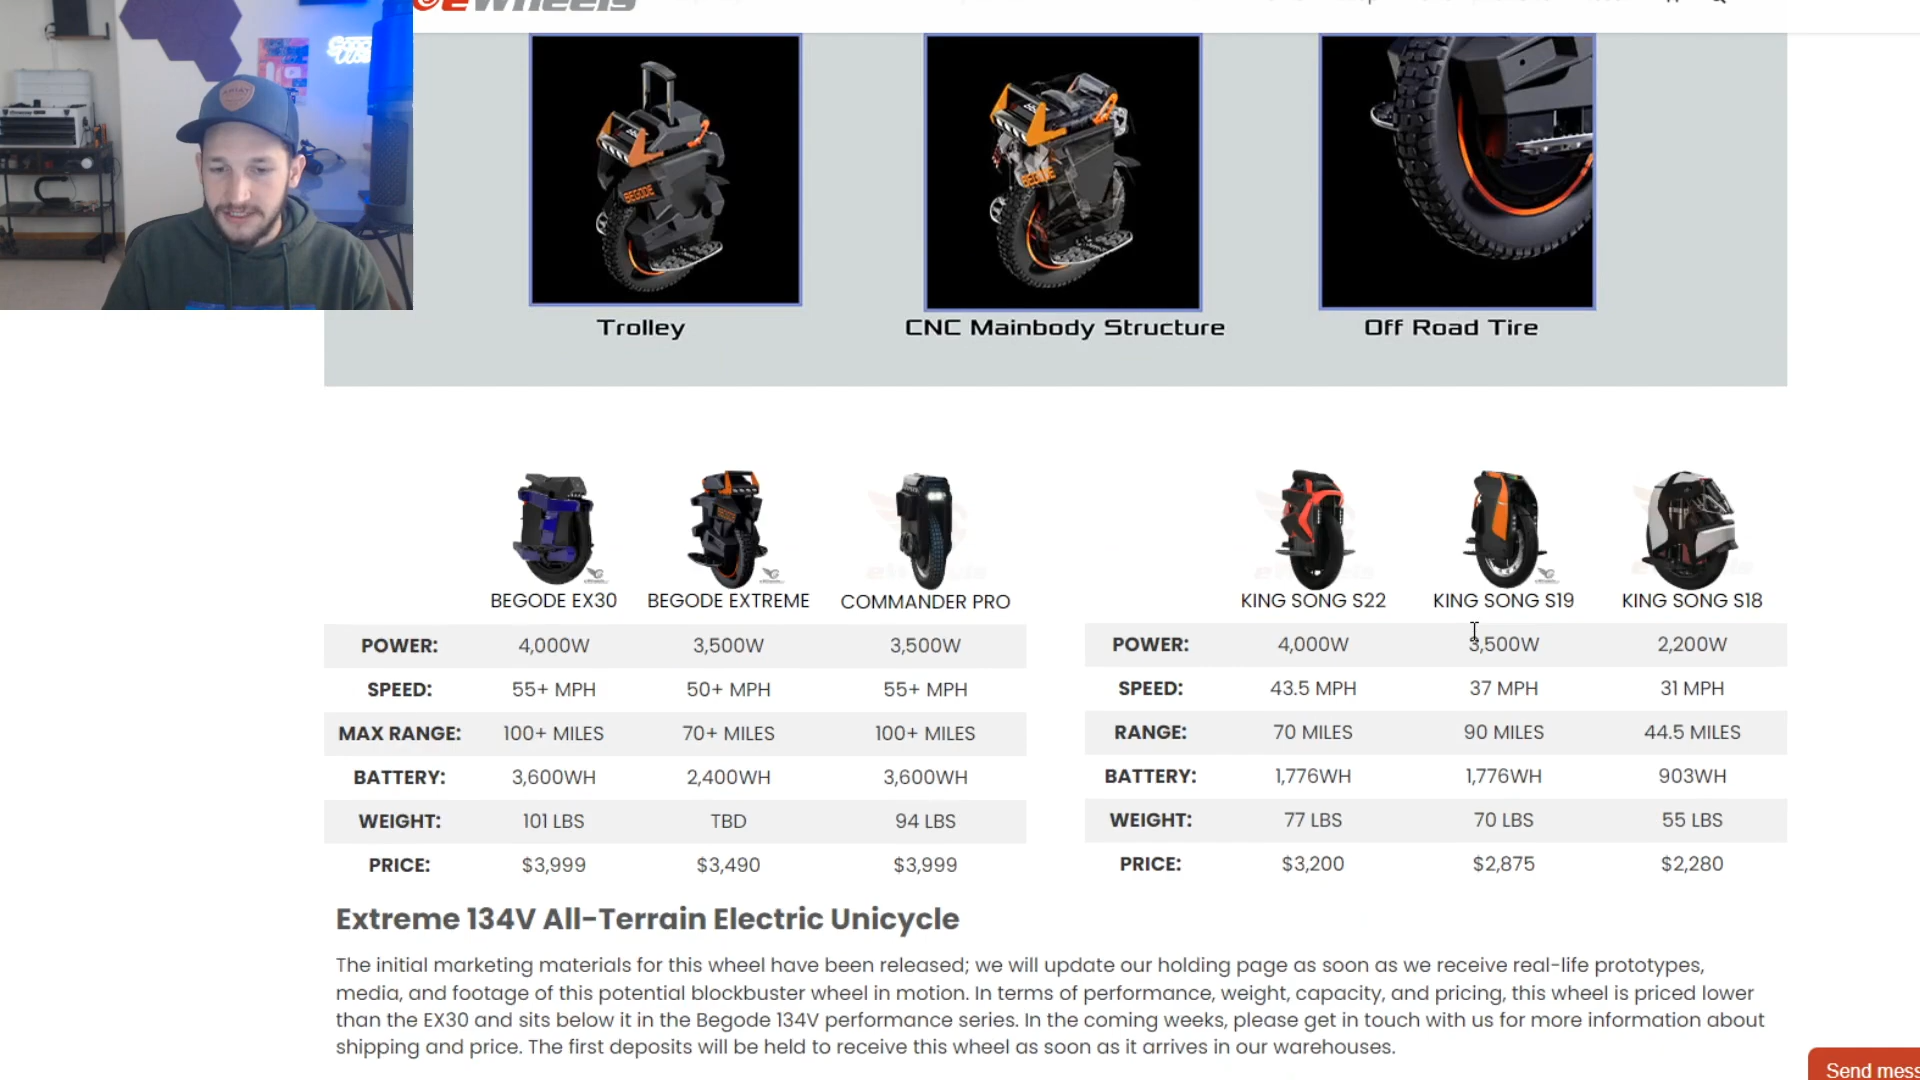 eWheels
Trolley
CNC Mainbody Structure
Off Road Tire
BEGODE EX30 BEGODE EXTREME COMMANDER PRO
POWER: 4,000W 3,500W 3,500W
SPEED: 55+ MPH 50+ MPH 55+ MPH
MAX RANGE: 100+ MILES 70+ MILES 100+ MILES
BATTERY: 3,600WH 2,400WH 3,600WH
WEIGHT: 101 LBS TBD 94 LBS
PRICE: $3,999 $3,490 $3,999
KING SONG S22 KING SONG S19 KING SONG S18
POWER: 4,000W 3,500W 2,200W
SPEED: 43.5 MPH 37 MPH 31 MPH
RANGE: 70 MILES 90 MILES 44.5 MILES
BATTERY: 1,776WH 1,776WH 903WH
WEIGHT: 77 LBS 70 LBS 55 LBS
PRICE: $3,200 $2,875 $2,280
Extreme 134V All-Terrain Electric Unicycle
The initial marketing materials for this wheel have been released; we will update our holding page as soon as we receive real-life prototypes,
media, and footage of this potential blockbuster wheel in motion. In terms of performance, weight, capacity, and pricing, this wheel is priced lower
than the EX30 and sits below it in the Begode 134V performance series. In the coming weeks, please get in touch with us for more information about
shipping and price. The first deposits will be held to receive this wheel as soon as it arrives in our warehouses.
Send mess